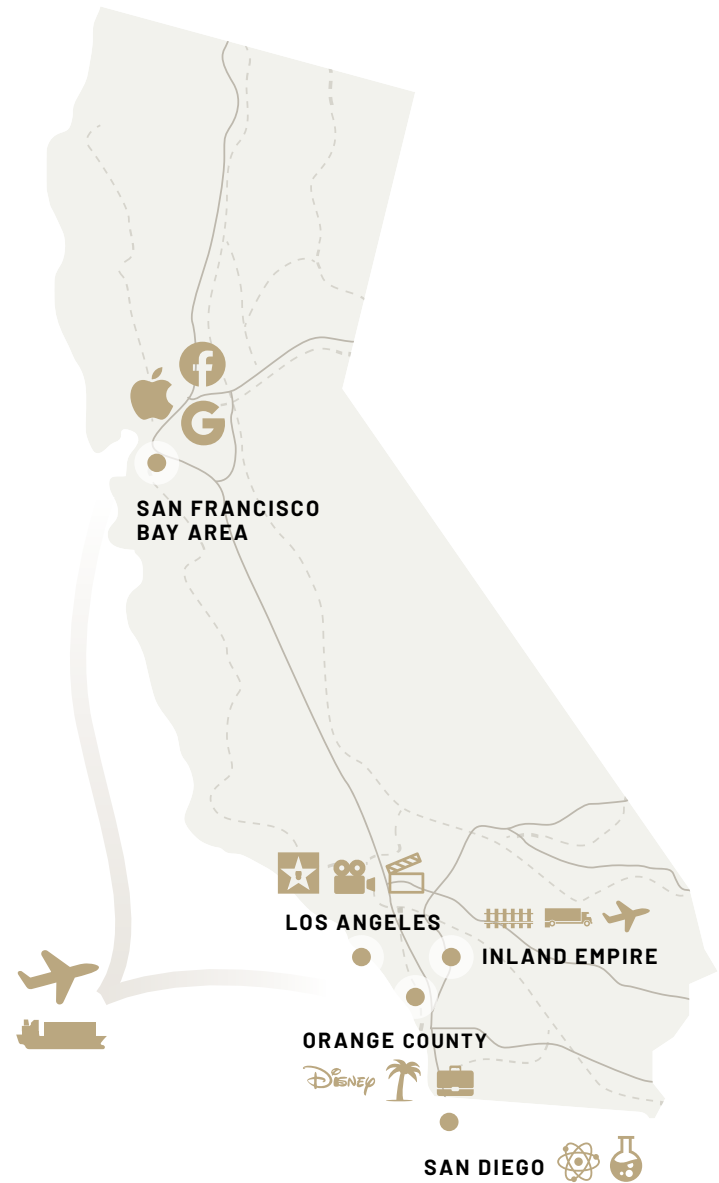 SAN FRANCISCO
BAY AREA
LOS ANGELES
INLAND EMPIRE
ORANGE COUNTY
Disney
SAN DIEGO